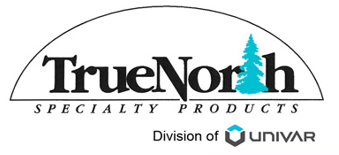 TrueNorth
SPECIALTY PRODUCTS
Division of UNIVAR